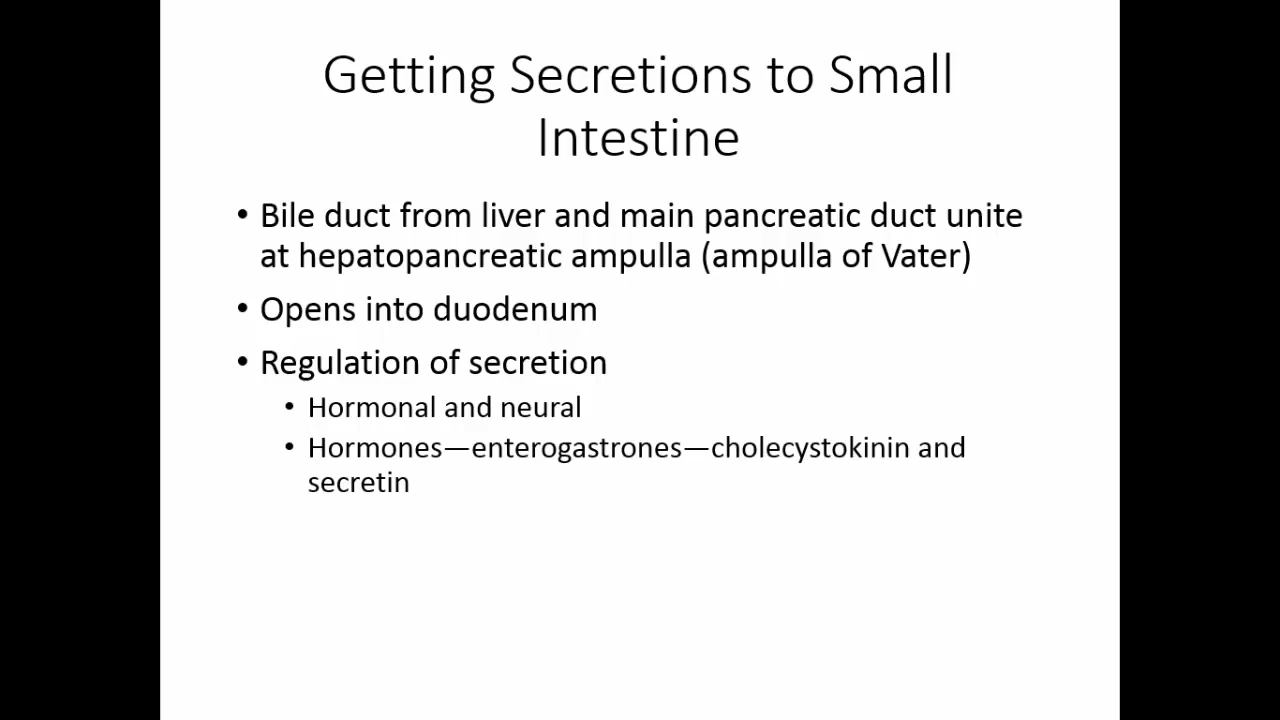 Getting Secretions to Small
Intestine
• Bile duct from liver and main pancreatic duct unite
at hepatopancreatic ampulla (ampulla of Vater)
• Opens into duodenum
• Regulation of secretion
• Hormonal and neural
• Hormones—enterogastrones—cholecystokinin and
secretin